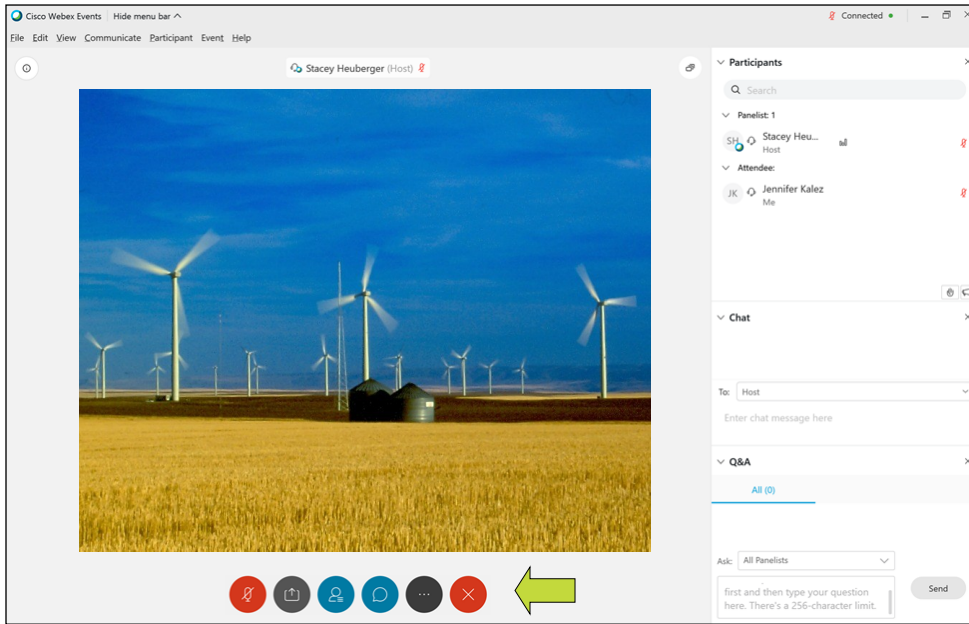 Cisco Webex Events Hide menu bar
Connected
File Edit View Communicate Participant Event Help
Stacey Heuberger (Host)
Participants
Search
Panelist: 1
SH Stacey Heu...
Host
Attendee:
JK Jennifer Kalez
Me
Chat
To: Host
Enter chat message here
Q&A
All (0)
Ask: All Panelists
first and then type your question
here. There's a 256-character limit.
Send